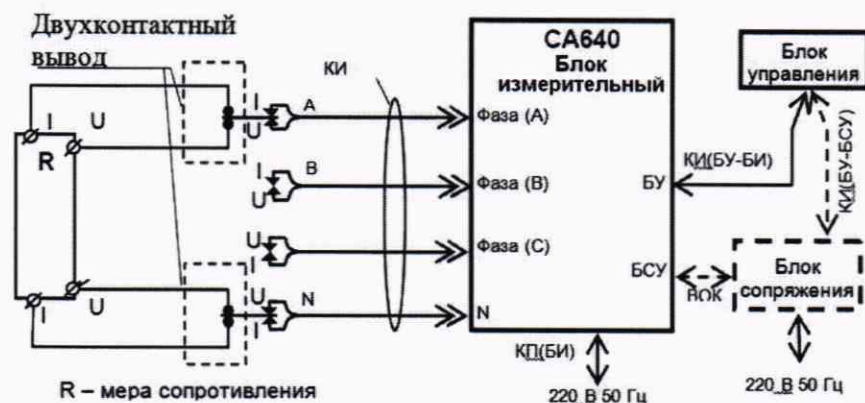 Двухконтактный
вывод
КИ
СА640
Блок
измерительный
Блок
управления
I
U
R
U
I
I
U
A
I
U
B
U
I
C
U
I
N
Фаза (А)
Фаза (В)
Фаза (С)
N
БУ
БСУ
КИ(БУ-БИ)
КИ(БУ-БСУ)
ВОК
Блок
сопряжения
КП(БИ)
220 В 50 Гц
220 В 50 Гц
R – мера сопротивления